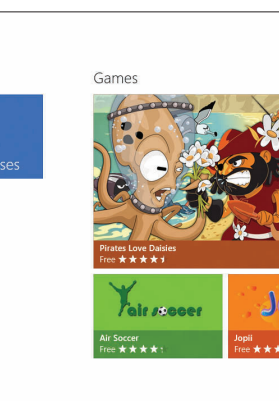 Games
ses
Pirates Love Daisies
Free
air soccer
Air Soccer
Free
J
Jopii
Free